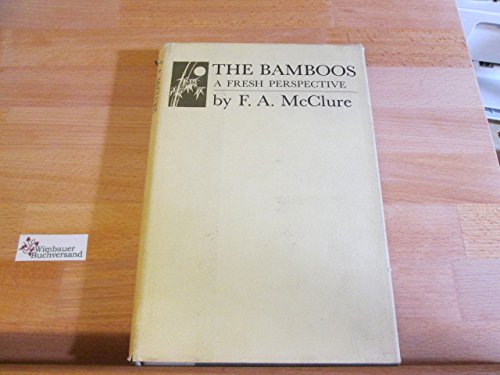 THE BAMBOOS
A FRESH PERSPECTIVE
by F. A. McClure
Wimbauer
Buchversand